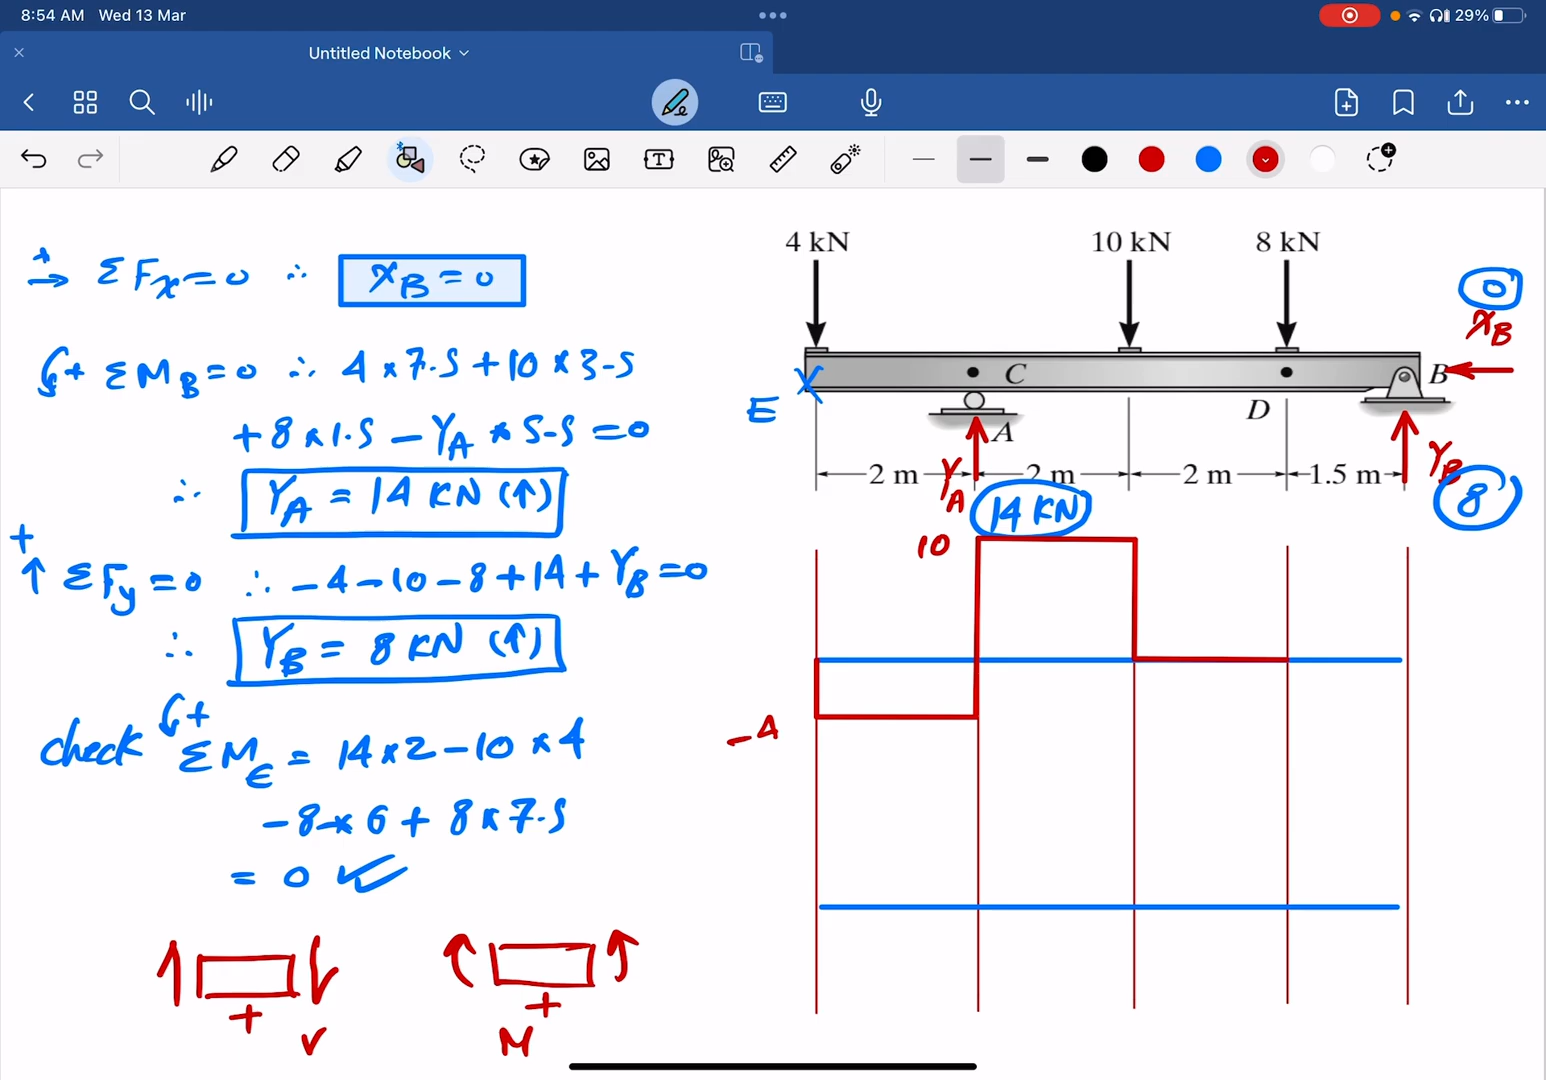 8:54 AM Wed 13 Mar
29%
Untitled Notebook
T
+→ ΣFx = 0 ∴ XB = 0
+ ΣMB = 0 ∴ 4 × 7.5 + 10 × 3.5
+ 8 × 1.5 − YA × 5.5 = 0
∴ YA = 14 KN (↑)
+
↑ ΣFy = 0 ∴ −4 − 10 − 8 + 14 + YB = 0
∴ YB = 8 KN (↑)
check + ΣME = 14 × 2 − 10 × 4
− 8 × 6 + 8 × 7.5
= 0 ✓
+
V
+
M
4 kN
10 kN
8 kN
0
XB
C
B
E
D
A
2 m
YA
2 m
2 m
1.5 m
YB
14 KN
8
10
−4